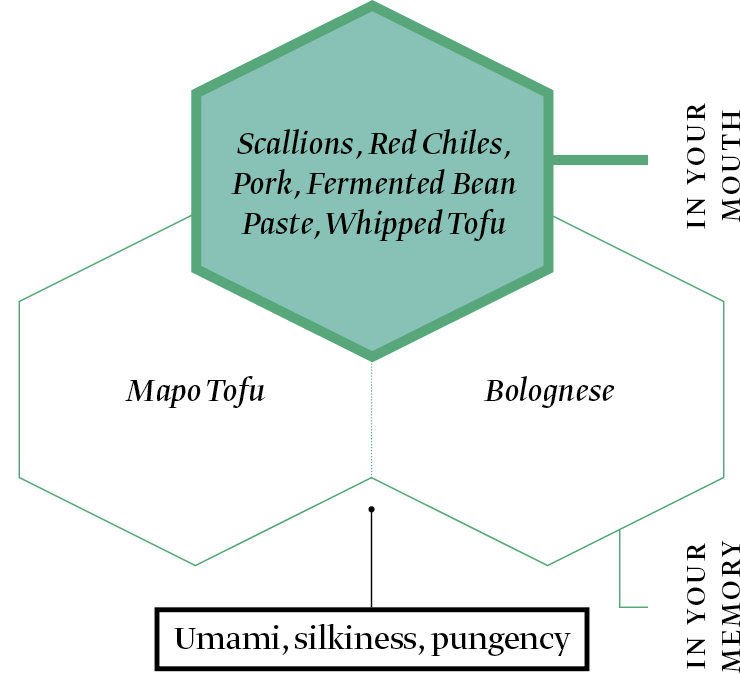 Scallions, Red Chiles,
Pork, Fermented Bean
Paste, Whipped Tofu
IN YOUR
MOUTH
Mapo Tofu
Bolognese
IN YOUR
MEMORY
Umami, silkiness, pungency